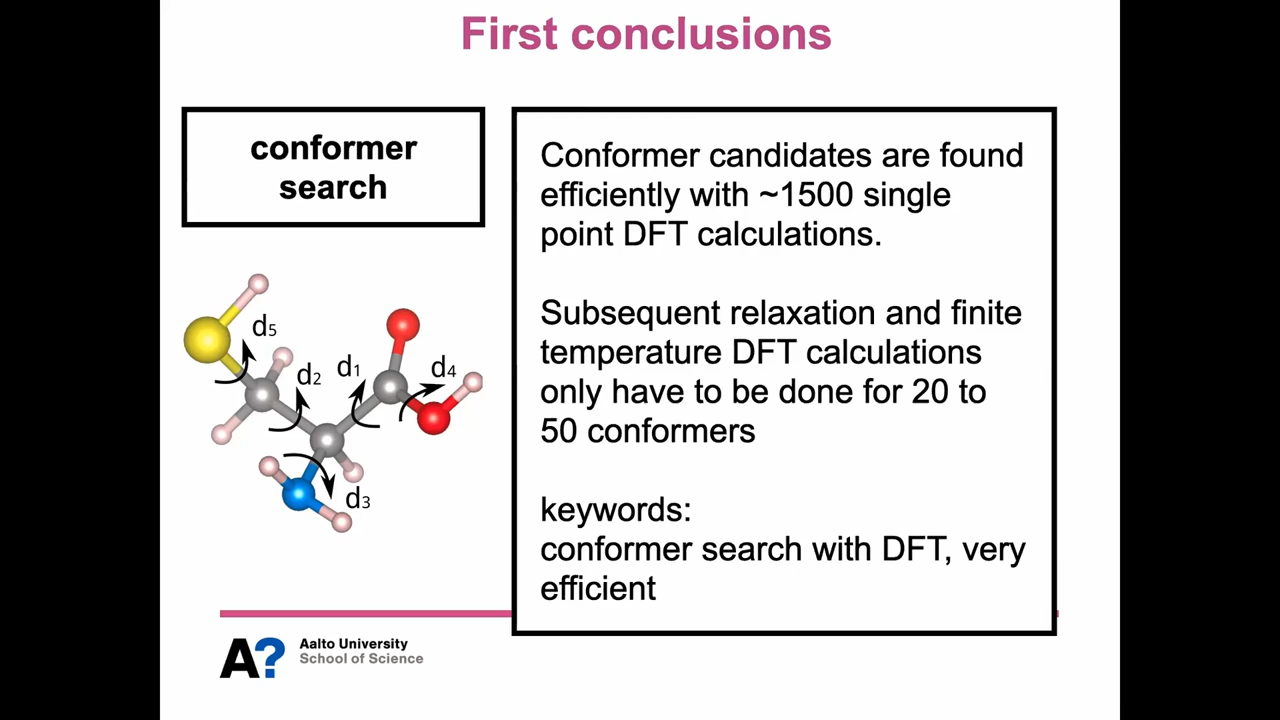 First conclusions
conformer
search
Conformer candidates are found
efficiently with ~1500 single
point DFT calculations.
Subsequent relaxation and finite
temperature DFT calculations
only have to be done for 20 to
50 conformers
keywords:
conformer search with DFT, very
efficient
d5
d2
d1
d4
d3
A?
Aalto University
School of Science